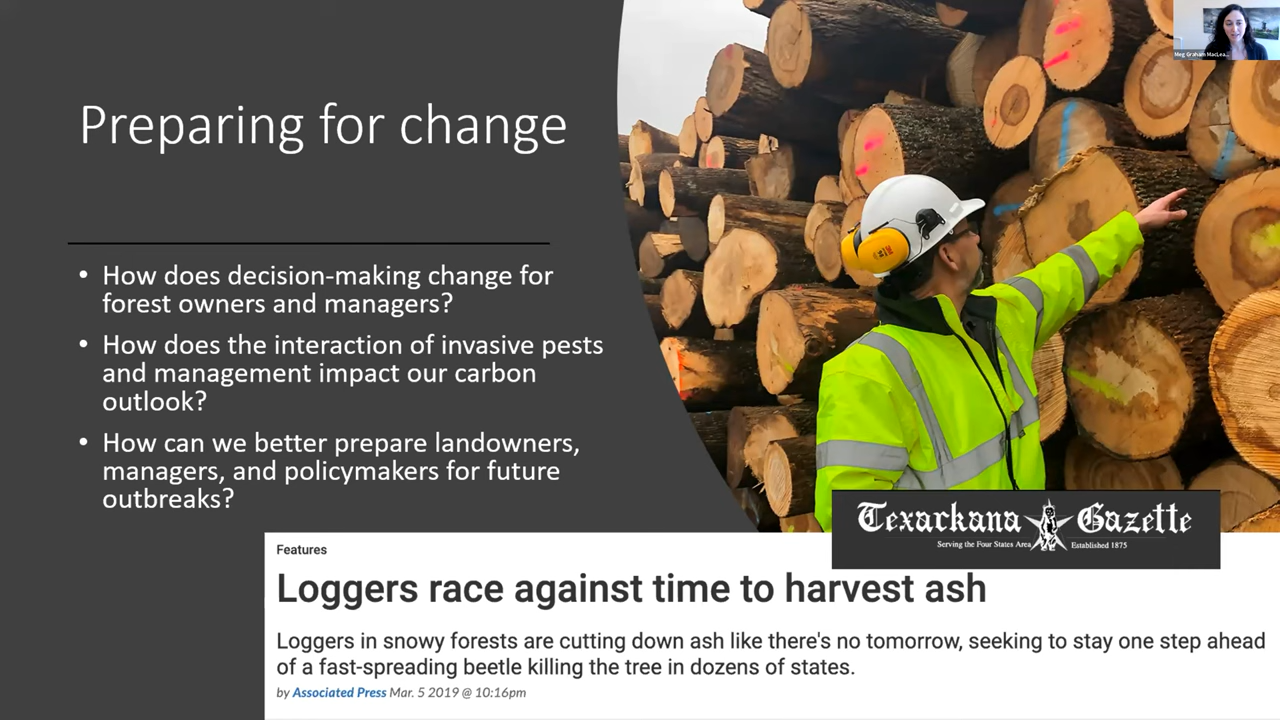 Preparing for change
• How does decision-making change for
forest owners and managers?
• How does the interaction of invasive pests
and management impact our carbon
outlook?
• How can we better prepare landowners,
managers, and policymakers for future
outbreaks?
Meg Graham MacLea...
Texarkana Gazette
Serving the Four States Area Established 1875
Features
Loggers race against time to harvest ash
Loggers in snowy forests are cutting down ash like there's no tomorrow, seeking to stay one step ahead
of a fast-spreading beetle killing the tree in dozens of states.
by Associated Press Mar. 5 2019 @ 10:16pm